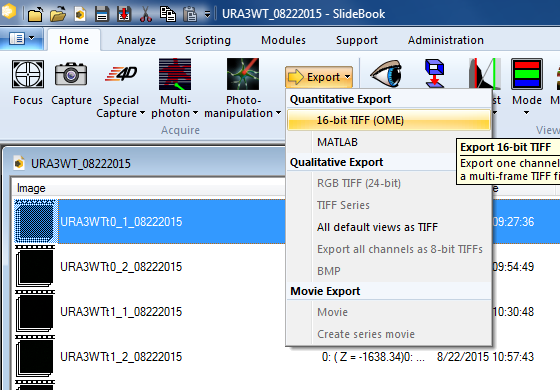 URA3WT_08222015 - SlideBook
Home Analyze Scripting Modules Support Administration
Focus Capture Special Capture Multi-photon Photo-manipulation Export Mode
Acquire
Quantitative Export
16-bit TIFF (OME)
MATLAB
Qualitative Export
RGB TIFF (24-bit)
TIFF Series
All default views as TIFF
Export all channels as 8-bit TIFFs
BMP
Movie Export
Movie
Create series movie
Export 16-bit TIFF
Export one channel
a multi-frame TIFF
URA3WT_08222015
Image
URA3WTt0_1_08222015 09:27:36
URA3WTt0_2_08222015 09:54:49
URA3WTt1_1_08222015 10:30:48
URA3WTt1_2_08222015 0: ( Z = -1638.34)0: ... 8/22/2015 10:57:43